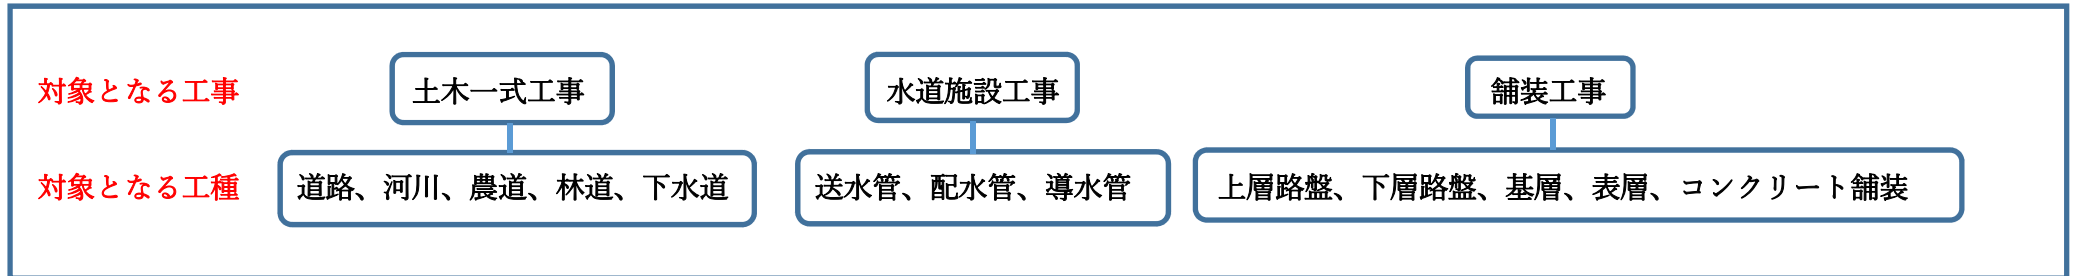 対象となる工事 土木一式工事 水道施設工事 舗装工事
対象となる工種 道路、河川、農道、林道、下水道 送水管、配水管、導水管 上層路盤、下層路盤、基層、表層、コンクリート舗装